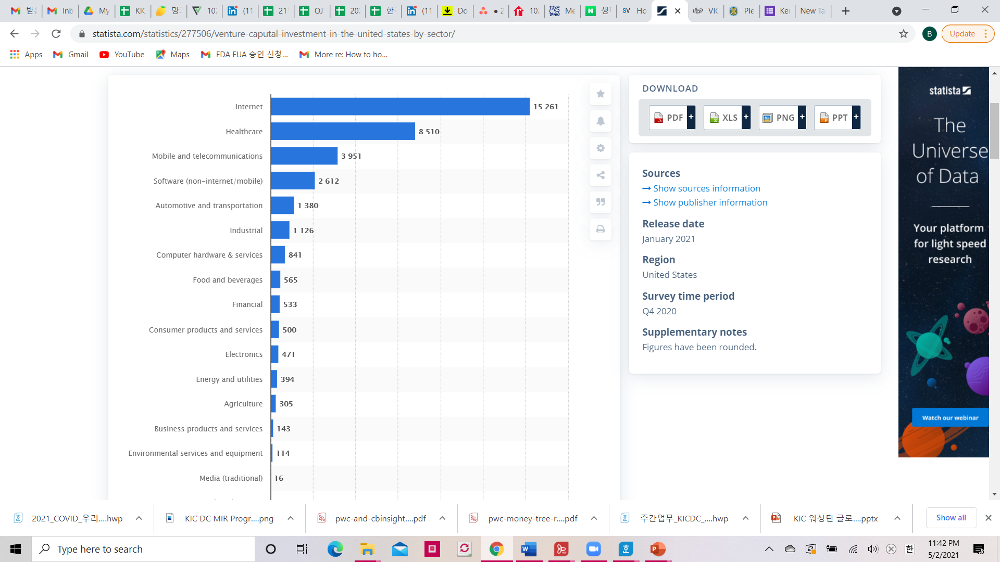 Inb
My
KIC
102
(11
21
OJ
202
(11
Do
● 2
102
Me
SV Ho
VIC
Ple
Kei
New Ta
statista.com/statistics/277506/venture-caputal-investment-in-the-united-states-by-sector/
B
Update
Apps
Gmail
YouTube
Maps
FDA EUA 승인 신청...
More re: How to ho...
Internet 15 261
Healthcare 8 510
Mobile and telecommunications 3 951
Software (non-internet/mobile) 2 612
Automotive and transportation 1 380
Industrial 1 126
Computer hardware & services 841
Food and beverages 565
Financial 533
Consumer products and services 500
Electronics 471
Energy and utilities 394
Agriculture 305
Business products and services 143
Environmental services and equipment 114
Media (traditional) 16
DOWNLOAD
PDF +
XLS +
PNG +
PPT +
Sources
Show sources information
Show publisher information
Release date
January 2021
Region
United States
Survey time period
Q4 2020
Supplementary notes
Figures have been rounded.
statista
The
Universe
of Data
Your platform
for light speed
research
Watch our webinar
2021_COVID_우리....hwp
KIC DC MIR Progr....png
pwc-and-cbinsight....pdf
pwc-money-tree-r....pdf
주간업무_KICDC_....hwp
KIC 워싱턴 글로....pptx
Show all
Type here to search
한
11:42 PM
5/2/2021